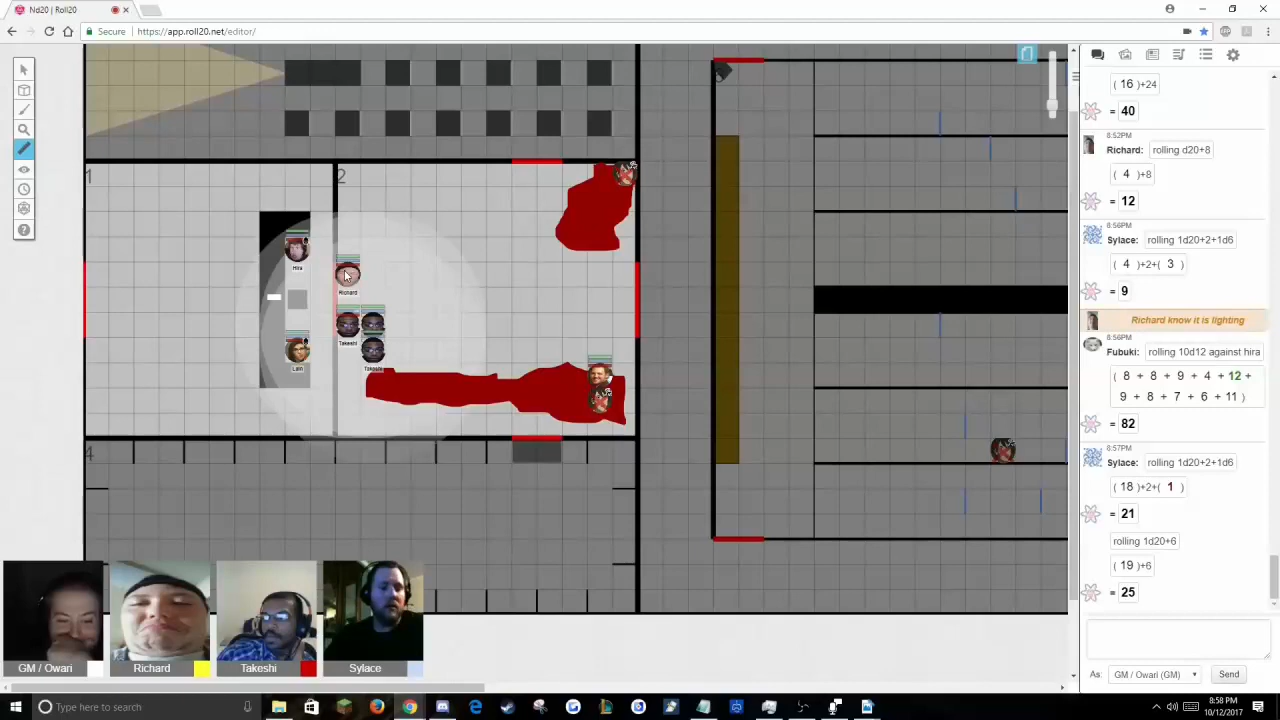 Nd20 | Roll20
Secure | https://app.roll20.net/editor/
1
2
4
Hira
Richard
Takeshi
Takeshi
Lain
( 16 )+24
= 40
8:52PM
Richard: rolling d20+8
( 4 )+8
= 12
8:56PM
Sylace: rolling 1d20+2+1d6
( 4 )+2+( 3 )
= 9
Richard know it is lighting
8:56PM
Fubuki: rolling 10d12 against hira
( 8 + 8 + 9 + 4 + 12 +
9 + 8 + 7 + 6 + 11 )
= 82
8:57PM
Sylace: rolling 1d20+2+1d6
( 18 )+2+( 1 )
= 21
rolling 1d20+6
( 19 )+6
= 25
As: GM / Owari (GM) Send
GM / Owari
Richard
Takeshi
Sylace
Type here to search
8:58 PM
10/12/2017